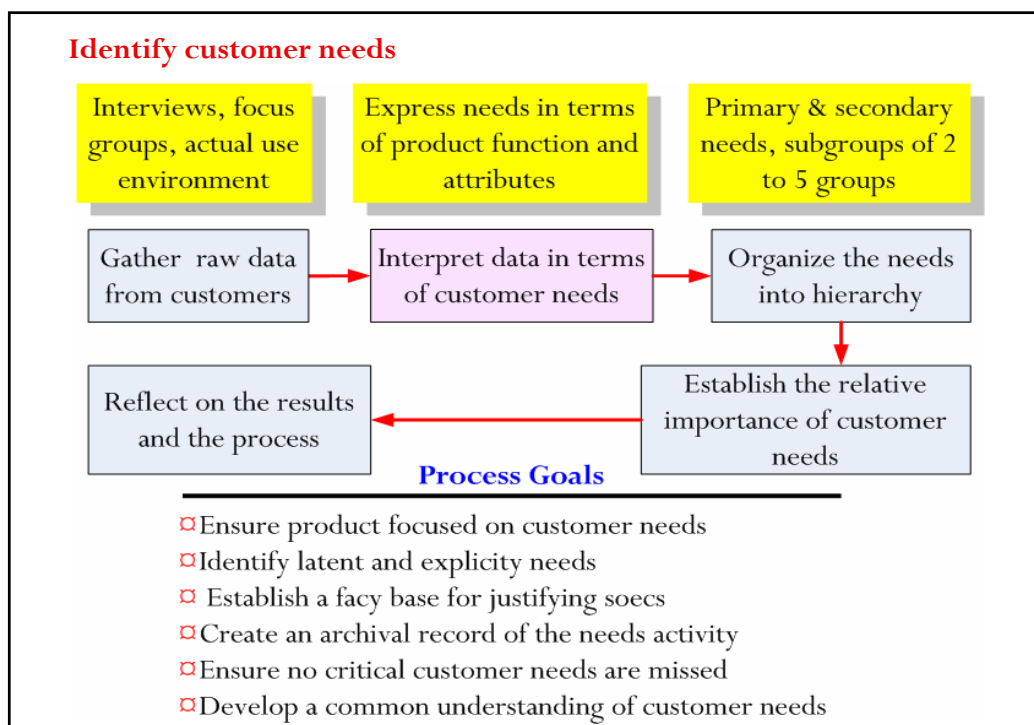 Identify customer needs
Interviews, focus
groups, actual use
environment
Express needs in terms
of product function and
attributes
Primary & secondary
needs, subgroups of 2
to 5 groups
Gather raw data
from customers
Interpret data in terms
of customer needs
Organize the needs
into hierarchy
Reflect on the results
and the process
Establish the relative
importance of customer
needs
Process Goals
¤Ensure product focused on customer needs
¤Identify latent and explicity needs
¤ Establish a facy base for justifying soecs
¤Create an archival record of the needs activity
¤Ensure no critical customer needs are missed
¤Develop a common understanding of customer needs